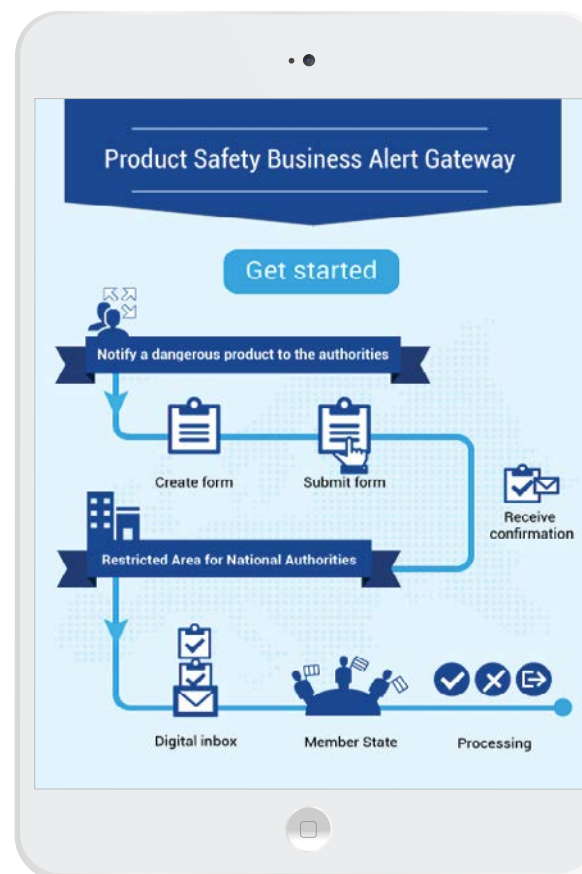 Product Safety Business Alert Gateway
Get started
Notify a dangerous product to the authorities
Create form
Submit form
Receive
confirmation
Restricted Area for National Authorities
Digital inbox
Member State
Processing